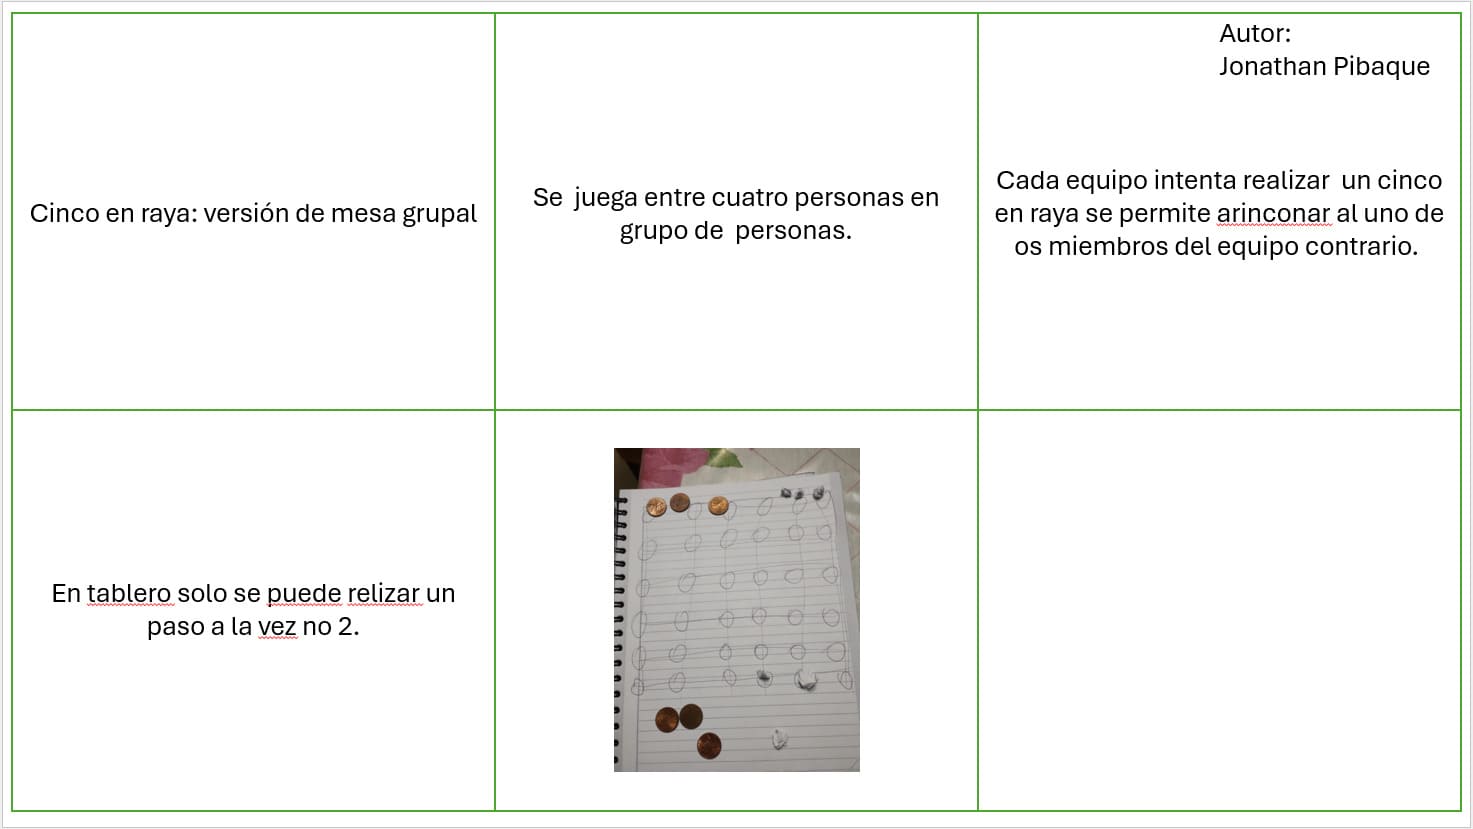 Autor:
Jonathan Pibaque
Cinco en raya: versión de mesa grupal
Se juega entre cuatro personas en
grupo de personas.
Cada equipo intenta realizar un cinco
en raya se permite arinconar al uno de
os miembros del equipo contrario.
En tablero solo se puede relizar un
paso a la vez no 2.